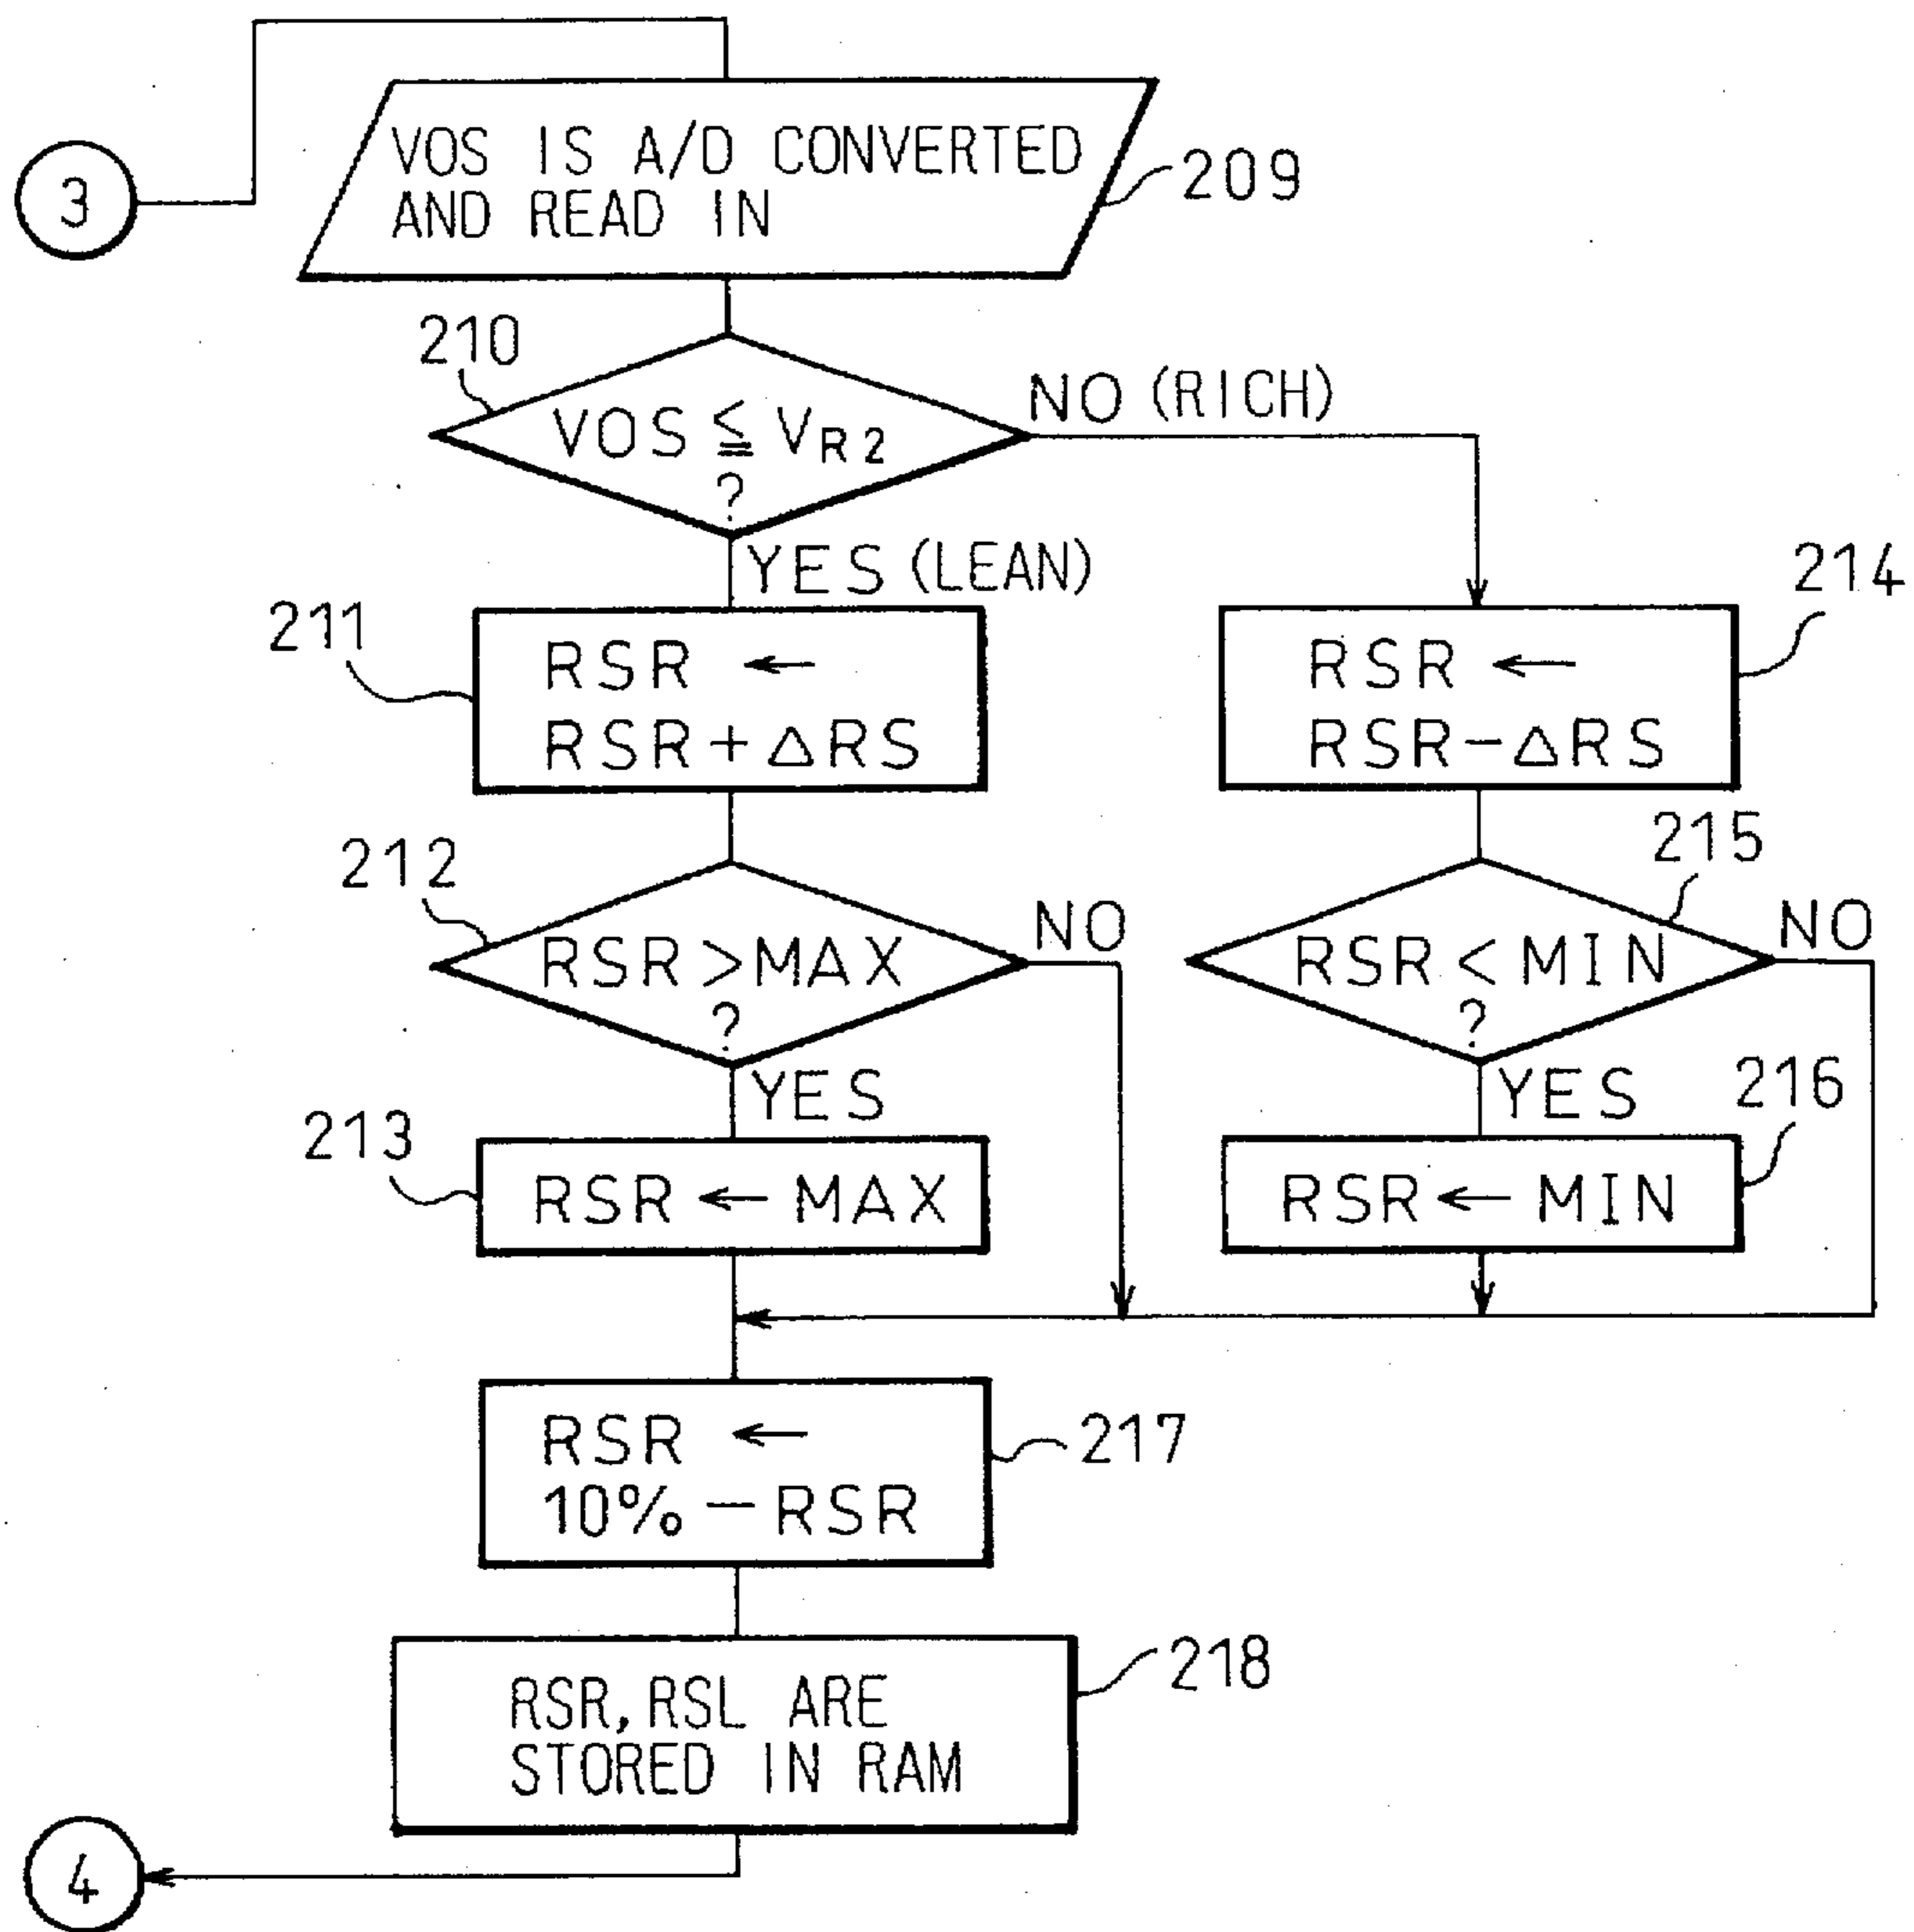 3
VOS IS A/D CONVERTED
AND READ IN
209
210
VOS ≦ VR2
?
NO (RICH)
YES (LEAN)
211
RSR ←
RSR + △RS
214
RSR ←
RSR - △RS
212
RSR > MAX
?
NO
YES
215
RSR < MIN
?
NO
YES
213
RSR ← MAX
216
RSR ← MIN
RSR ←
10% - RSR
217
RSR, RSL ARE
STORED IN RAM
218
4